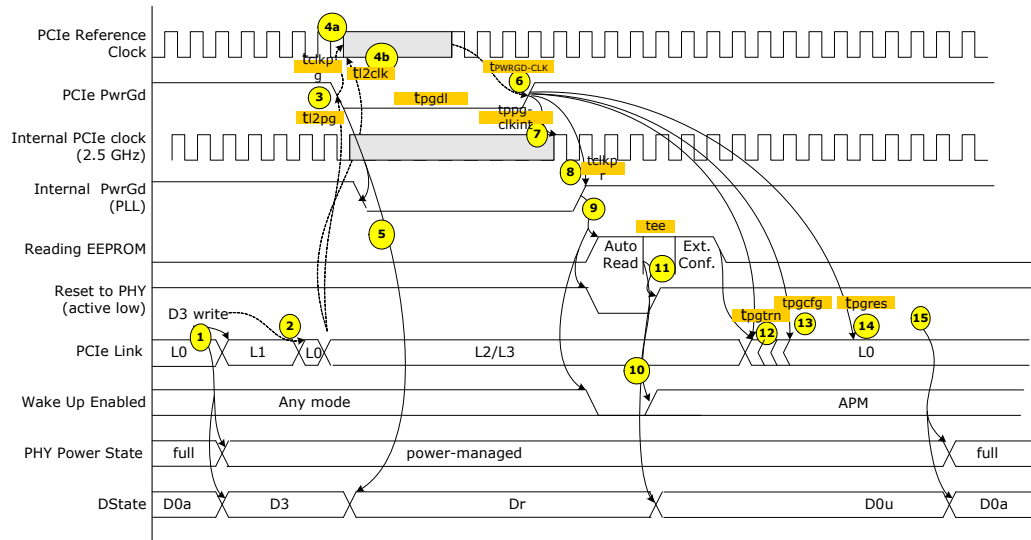 4a
PCIe Reference
Clock
4b
tclkp
g
tl2clk
tPWRGD-CLK
6
PCIe PwrGd
3
tpgdl
tl2pg
tppg-
clkint
7
Internal PCIe clock
(2.5 GHz)
8
tclkp
r
Internal PwrGd
(PLL)
9
5
tee
Reading EEPROM
Auto
Read
Ext.
Conf.
11
Reset to PHY
(active low)
D3 write
tpgtrn
tpgcfg
tpgres
1
2
12
13
14
15
PCIe Link
L0
L1
L0
L2/L3
L0
10
Wake Up Enabled
Any mode
APM
PHY Power State
full
power-managed
full
DState
D0a
D3
Dr
D0u
D0a